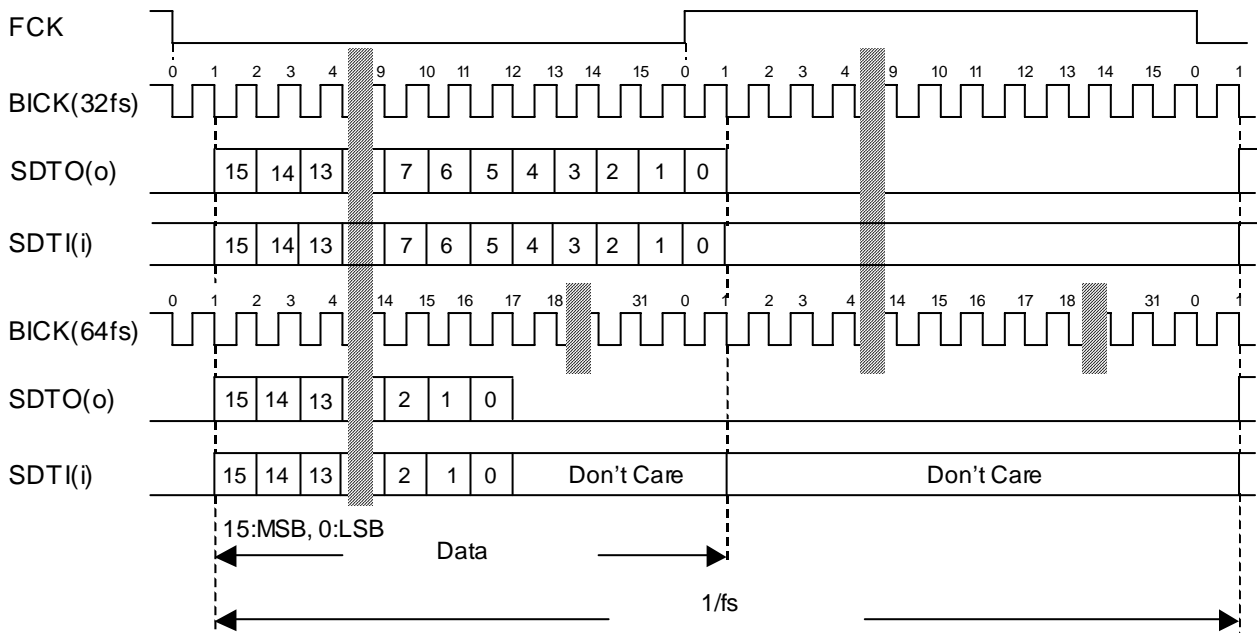 FCK
0 1 2 3 4 9 10 11 12 13 14 15 0 1 2 3 4 9 10 11 12 13 14 15 0 1
BICK(32fs)
SDTO(o) 15 14 13 7 6 5 4 3 2 1 0
SDTI(i) 15 14 13 7 6 5 4 3 2 1 0
0 1 2 3 4 14 15 16 17 18 31 0 1 2 3 4 14 15 16 17 18 31 0 1
BICK(64fs)
SDTO(o) 15 14 13 2 1 0
SDTI(i) 15 14 13 2 1 0 Don't Care Don't Care
15:MSB, 0:LSB
Data
1/fs